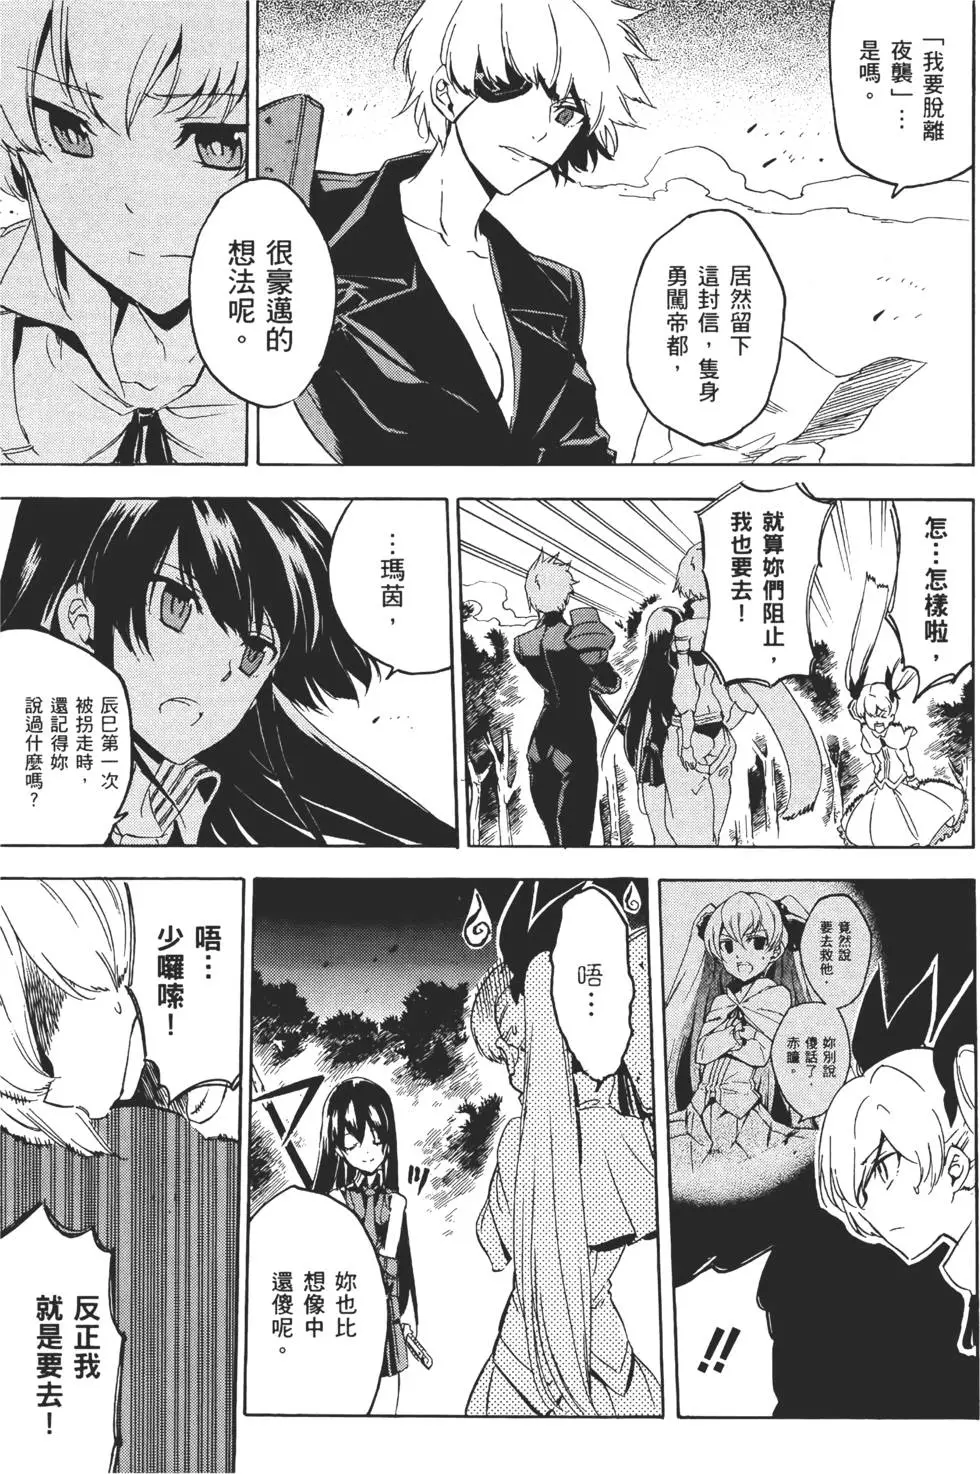 「我要脫離
夜襲」…
是嗎。
居然留下
這封信，隻身
勇闖帝都，
很豪邁的
想法呢。
怎…怎樣啦，
就算妳們阻止，
我也要去！
…瑪茵，
辰巳第一次
被拐走時，
還記得妳
說過什麼嗎？
竟然說
要去救他，
妳別說
傻話了，
赤瞳。
!!
唔…
妳也比
想像中
還傻呢。
唔…
少囉嗦！
反正我
就是要去！